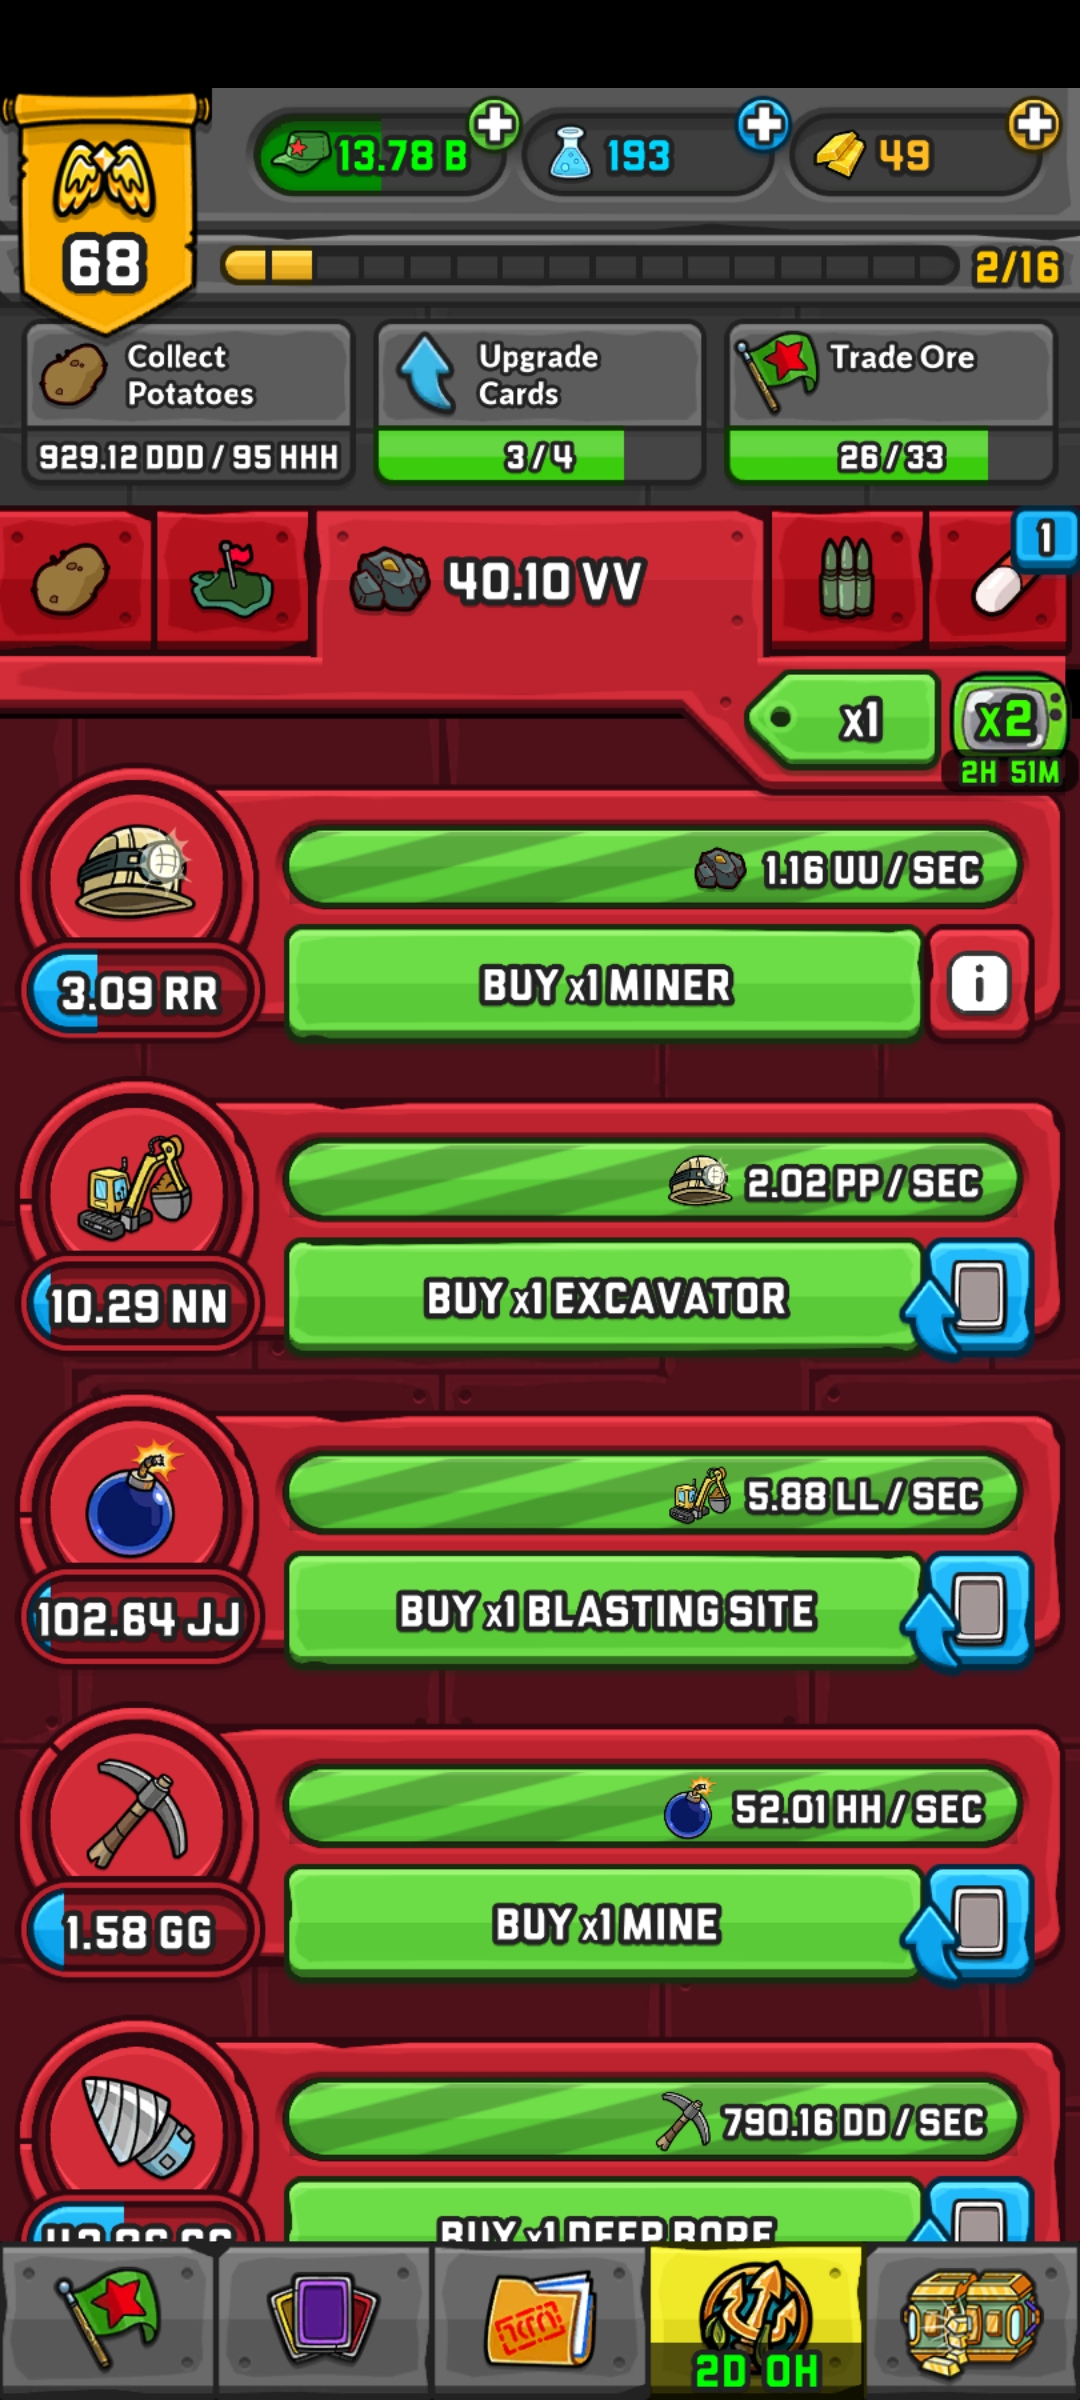 13.78 B
193
49
68
2/16
Collect
Potatoes
929.12 DDD / 95 HHH
Upgrade
Cards
3/4
Trade Ore
26/33
40.10 VV
1
x1
x2
2H 51M
1.16 UU / SEC
3.09 RR
BUY x1 MINER
i
2.02 PP / SEC
10.29 NN
BUY x1 EXCAVATOR
5.88 LL / SEC
102.64 JJ
BUY x1 BLASTING SITE
52.01 HH / SEC
1.58 GG
BUY x1 MINE
790.16 DD / SEC
BUY x1 DEEP BORE
2D 0H